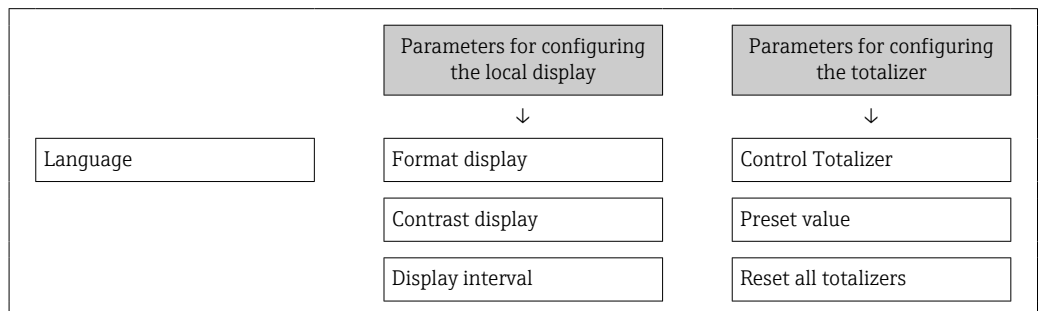 Parameters for configuring
the local display
Parameters for configuring
the totalizer
↓
↓
Language
Format display
Control Totalizer
Contrast display
Preset value
Display interval
Reset all totalizers